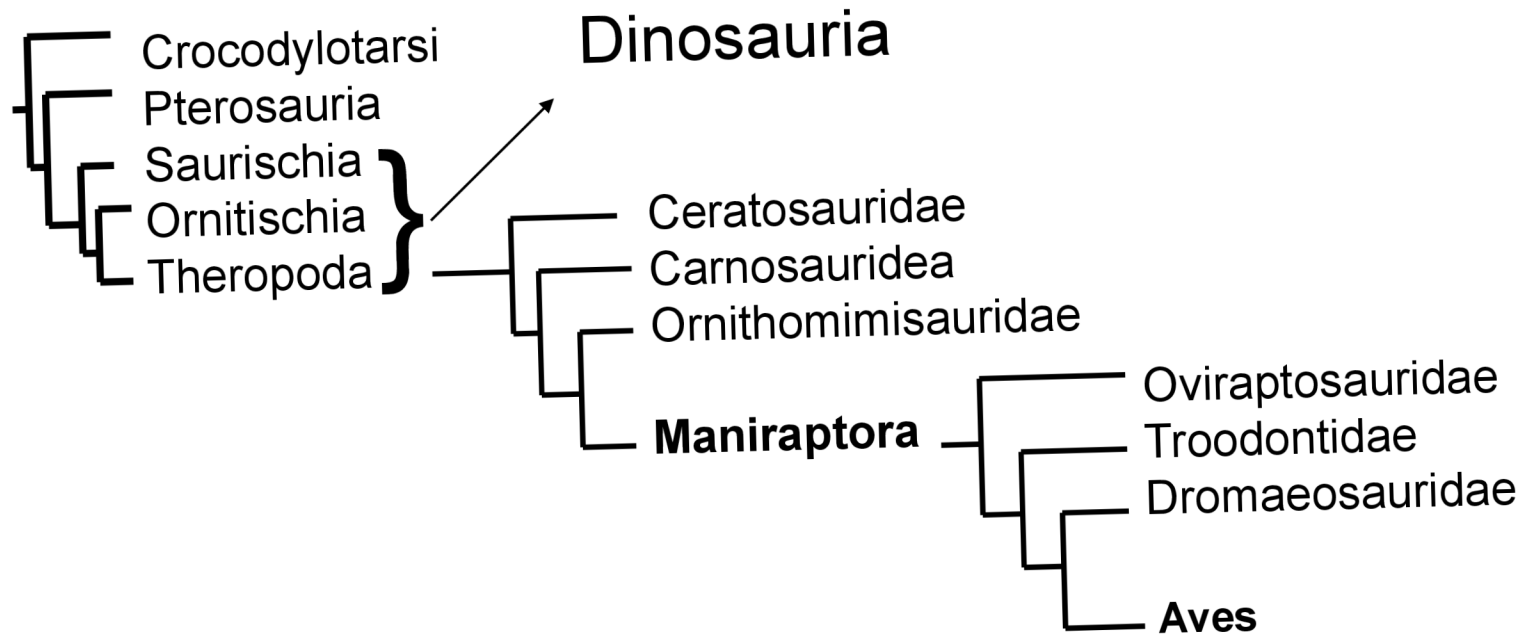 Dinosauria
Crocodylotarsi
Pterosauria
Saurischia
Ornitischia
Theropoda
}
Ceratosauridae
Carnosauridea
Ornithomimisauridae
Maniraptora
Oviraptosauridae
Troodontidae
Dromaeosauridae
Aves